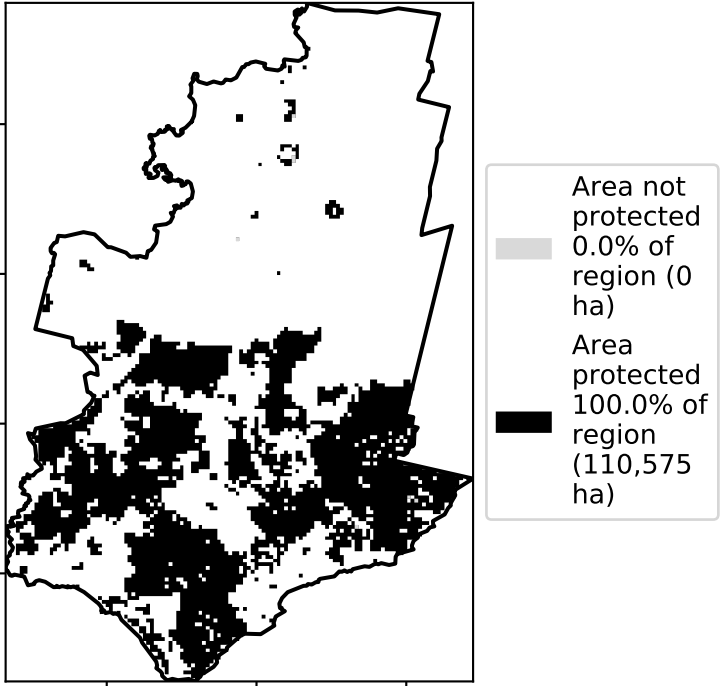 Area not
protected
0.0% of
region (0
ha)
Area
protected
100.0% of
region
(110,575
ha)